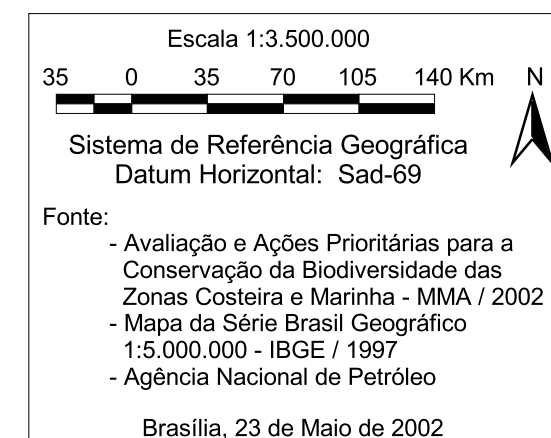 Escala 1:3.500.000
35 0 35 70 105 140 Km N
Sistema de Referência Geográfica
Datum Horizontal: Sad-69
Fonte:
- Avaliação e Ações Prioritárias para a
Conservação da Biodiversidade das
Zonas Costeira e Marinha - MMA / 2002
- Mapa da Série Brasil Geográfico
1:5.000.000 - IBGE / 1997
- Agência Nacional de Petróleo
Brasília, 23 de Maio de 2002